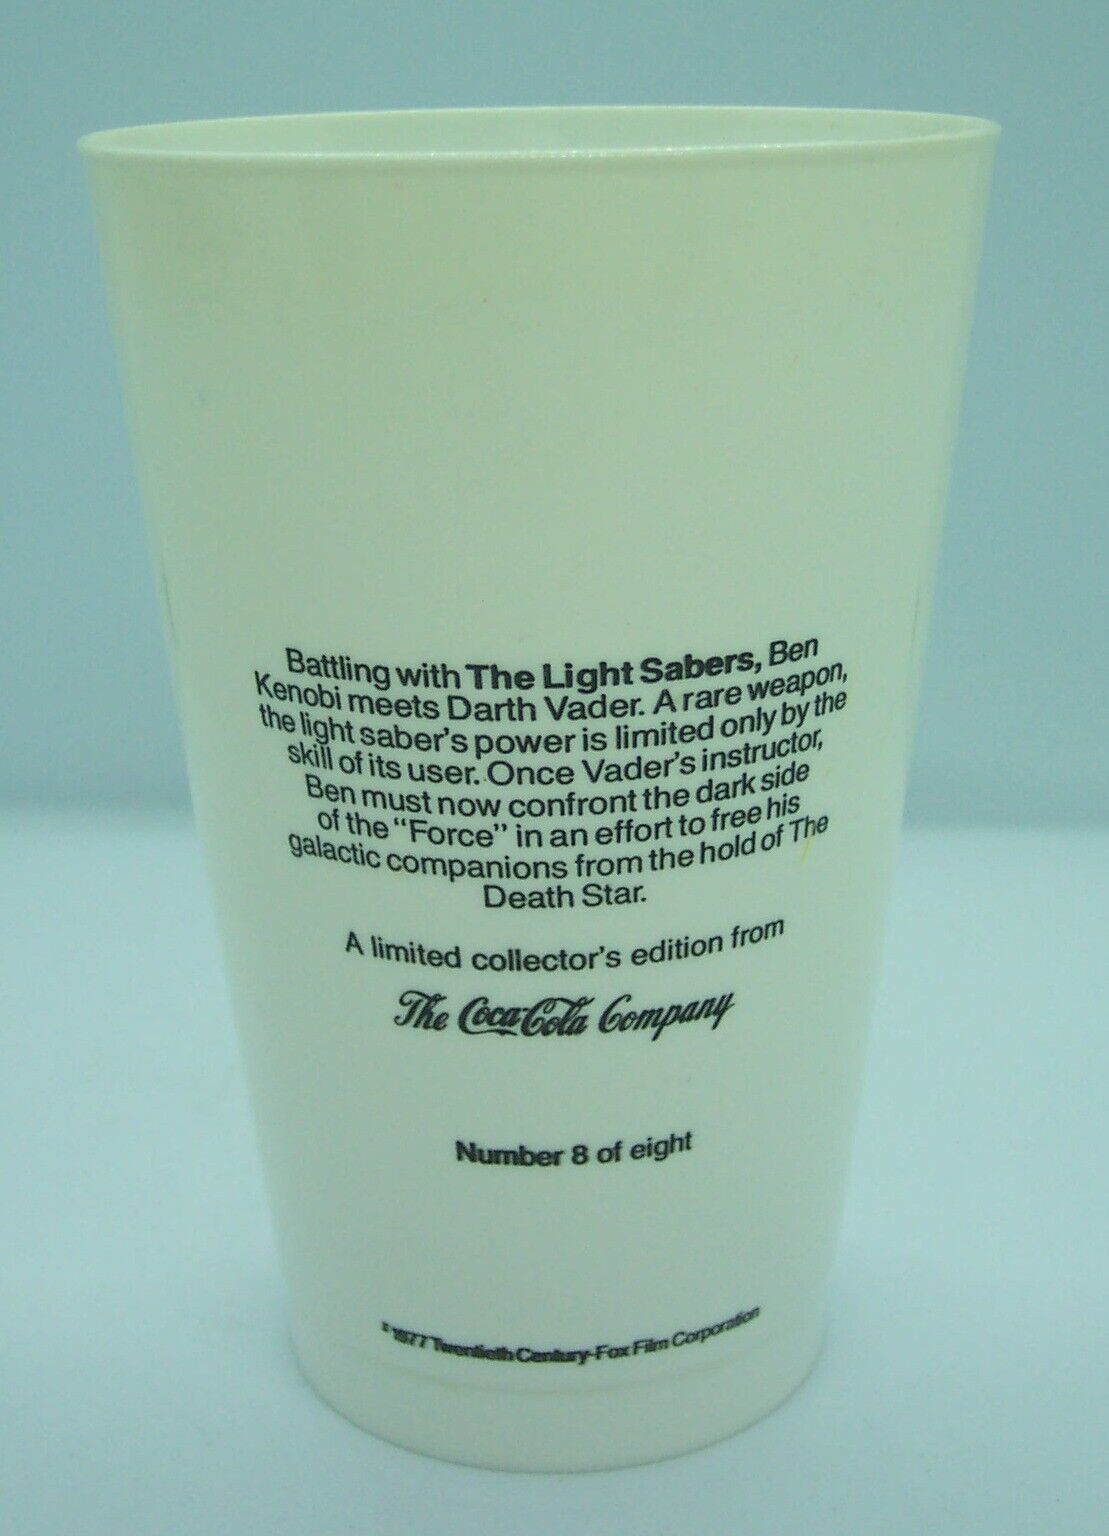 Battling with The Light Sabers, Ben
Kenobi meets Darth Vader. A rare weapon,
the light saber's power is limited only by the
skill of its user. Once Vader's instructor,
Ben must now confront the dark side
of the "Force" in an effort to free his
galactic companions from the hold of The
Death Star.
A limited collector's edition from
The Coca-Cola Company
Number 8 of eight
©1977 Twentieth Century-Fox Film Corporation